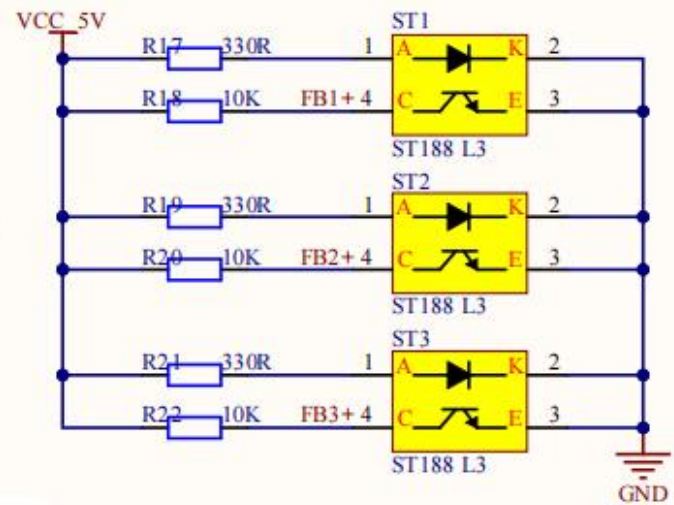 VCC_5V
ST1
R17 330R 1 A K 2
R18 10K FB1+ 4 C E 3
ST188 L3
ST2
R19 330R 1 A K 2
R20 10K FB2+ 4 C E 3
ST188 L3
ST3
R21 330R 1 A K 2
R22 10K FB3+ 4 C E 3
ST188 L3
GND